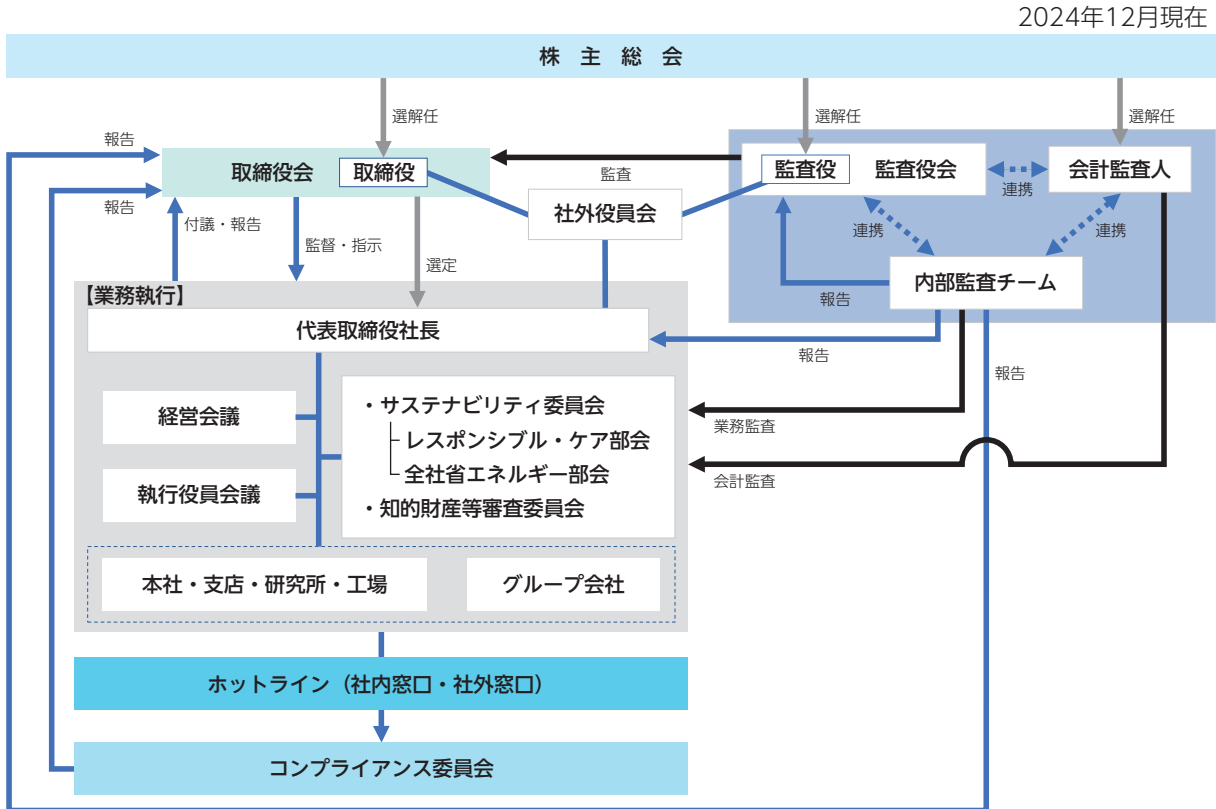 2024年12月現在
株 主 総 会
選解任
選解任
選解任
報告
取締役会
取締役
監査
監査役
監査役会
連携
会計監査人
報告
付議・報告
監督・指示
選定
社外役員会
連携
連携
内部監査チーム
報告
【業務執行】
代表取締役社長
報告
報告
経営会議
執行役員会議
・サステナビリティ委員会
レスポンシブル・ケア部会
全社省エネルギー部会
・知的財産等審査委員会
業務監査
会計監査
本社・支店・研究所・工場
グループ会社
ホットライン（社内窓口・社外窓口）
コンプライアンス委員会